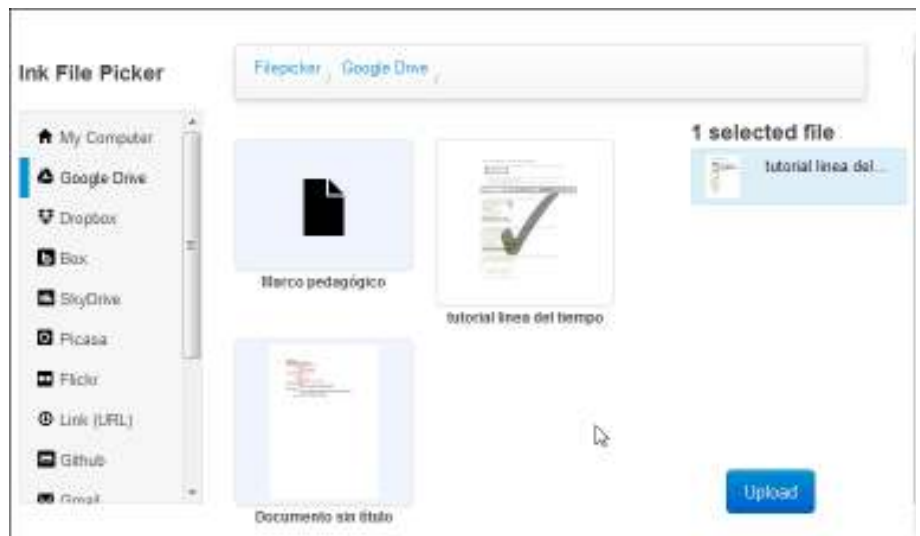 Ink File Picker
Filepicker / Google Drive /
My Computer
Google Drive
Dropbox
Box
SkyDrive
Picasa
Flickr
Link (URL)
Github
Gmail
Marco pedagógico
tutorial linea del tiempo
Documento sin título
1 selected file
tutorial linea del...
Upload